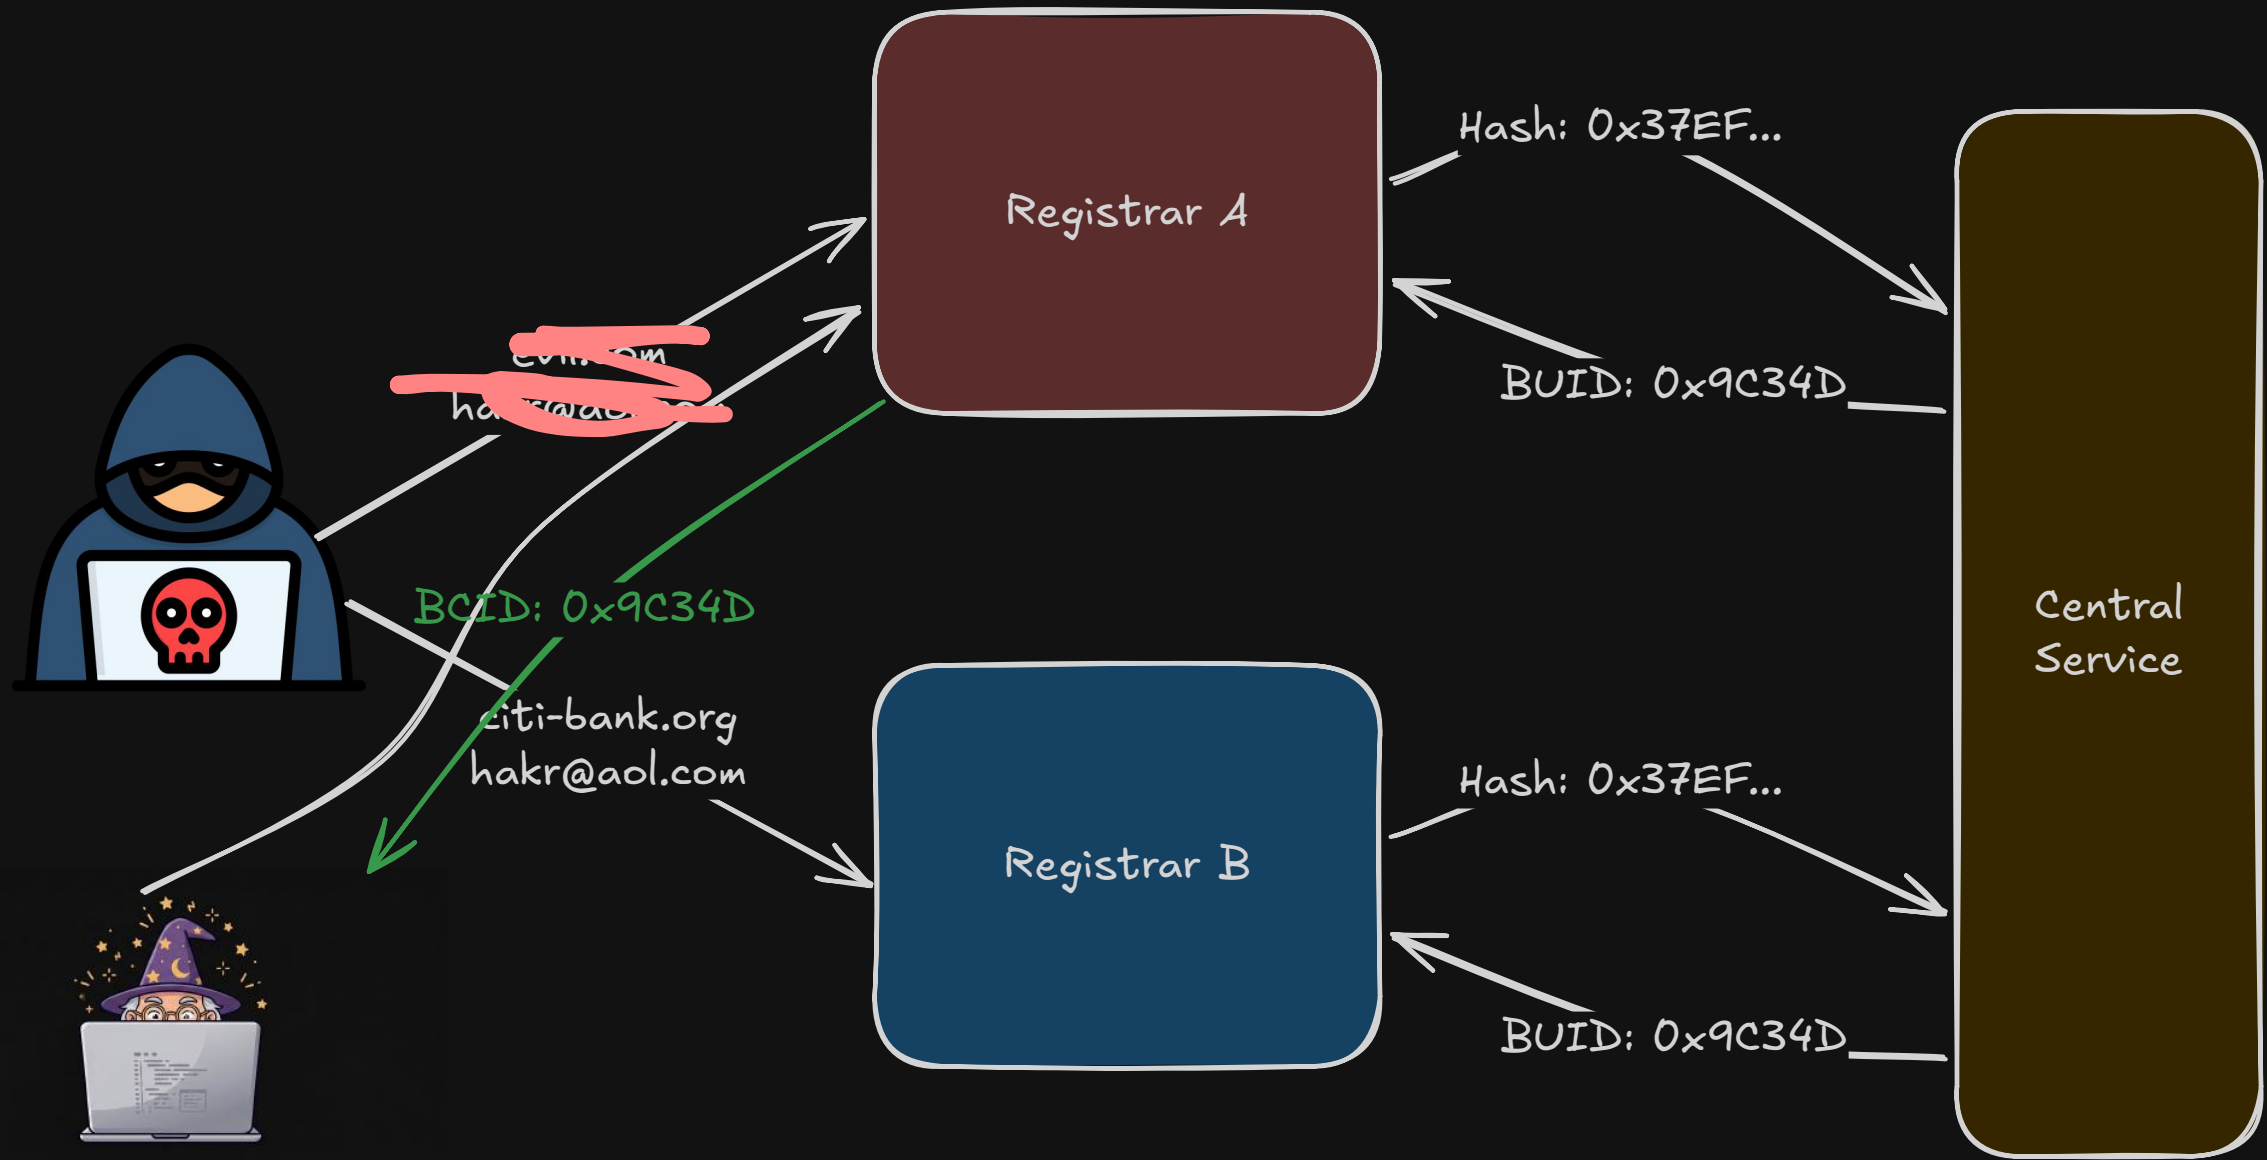 Hash: 0x37EF...
Registrar A
BUID: 0x9C34D
BCID: 0x9C34D
Central
Service
citi-bank.org
hakr@aol.com
Hash: 0x37EF...
Registrar B
BUID: 0x9C34D